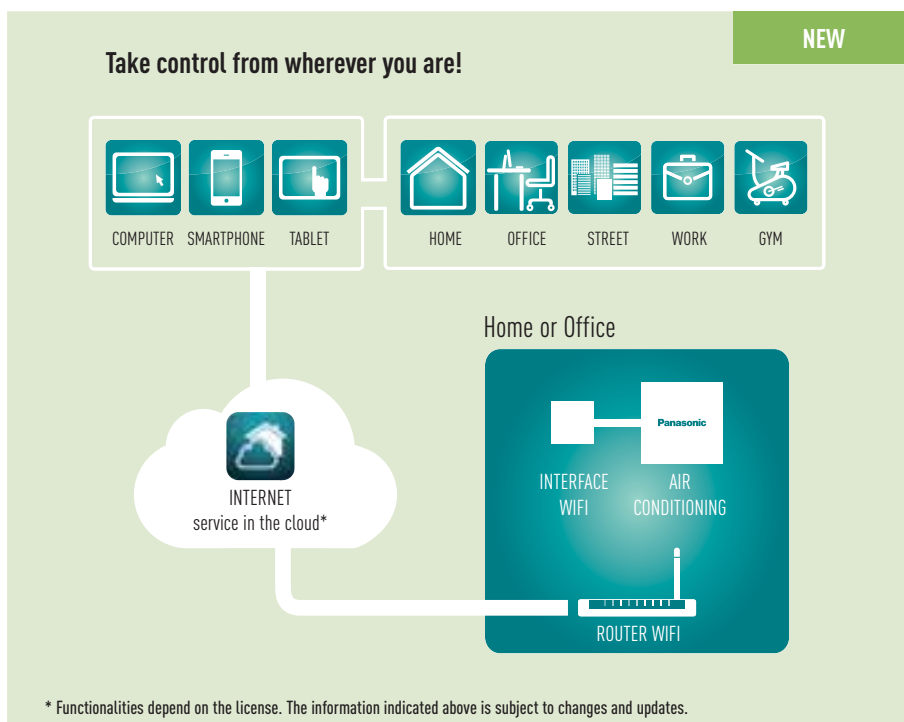 NEW
Take control from wherever you are!
COMPUTER SMARTPHONE TABLET
HOME OFFICE STREET WORK GYM
Home or Office
Panasonic
INTERFACE
WIFI
AIR
CONDITIONING
INTERNET
service in the cloud*
ROUTER WIFI
* Functionalities depend on the license. The information indicated above is subject to changes and updates.